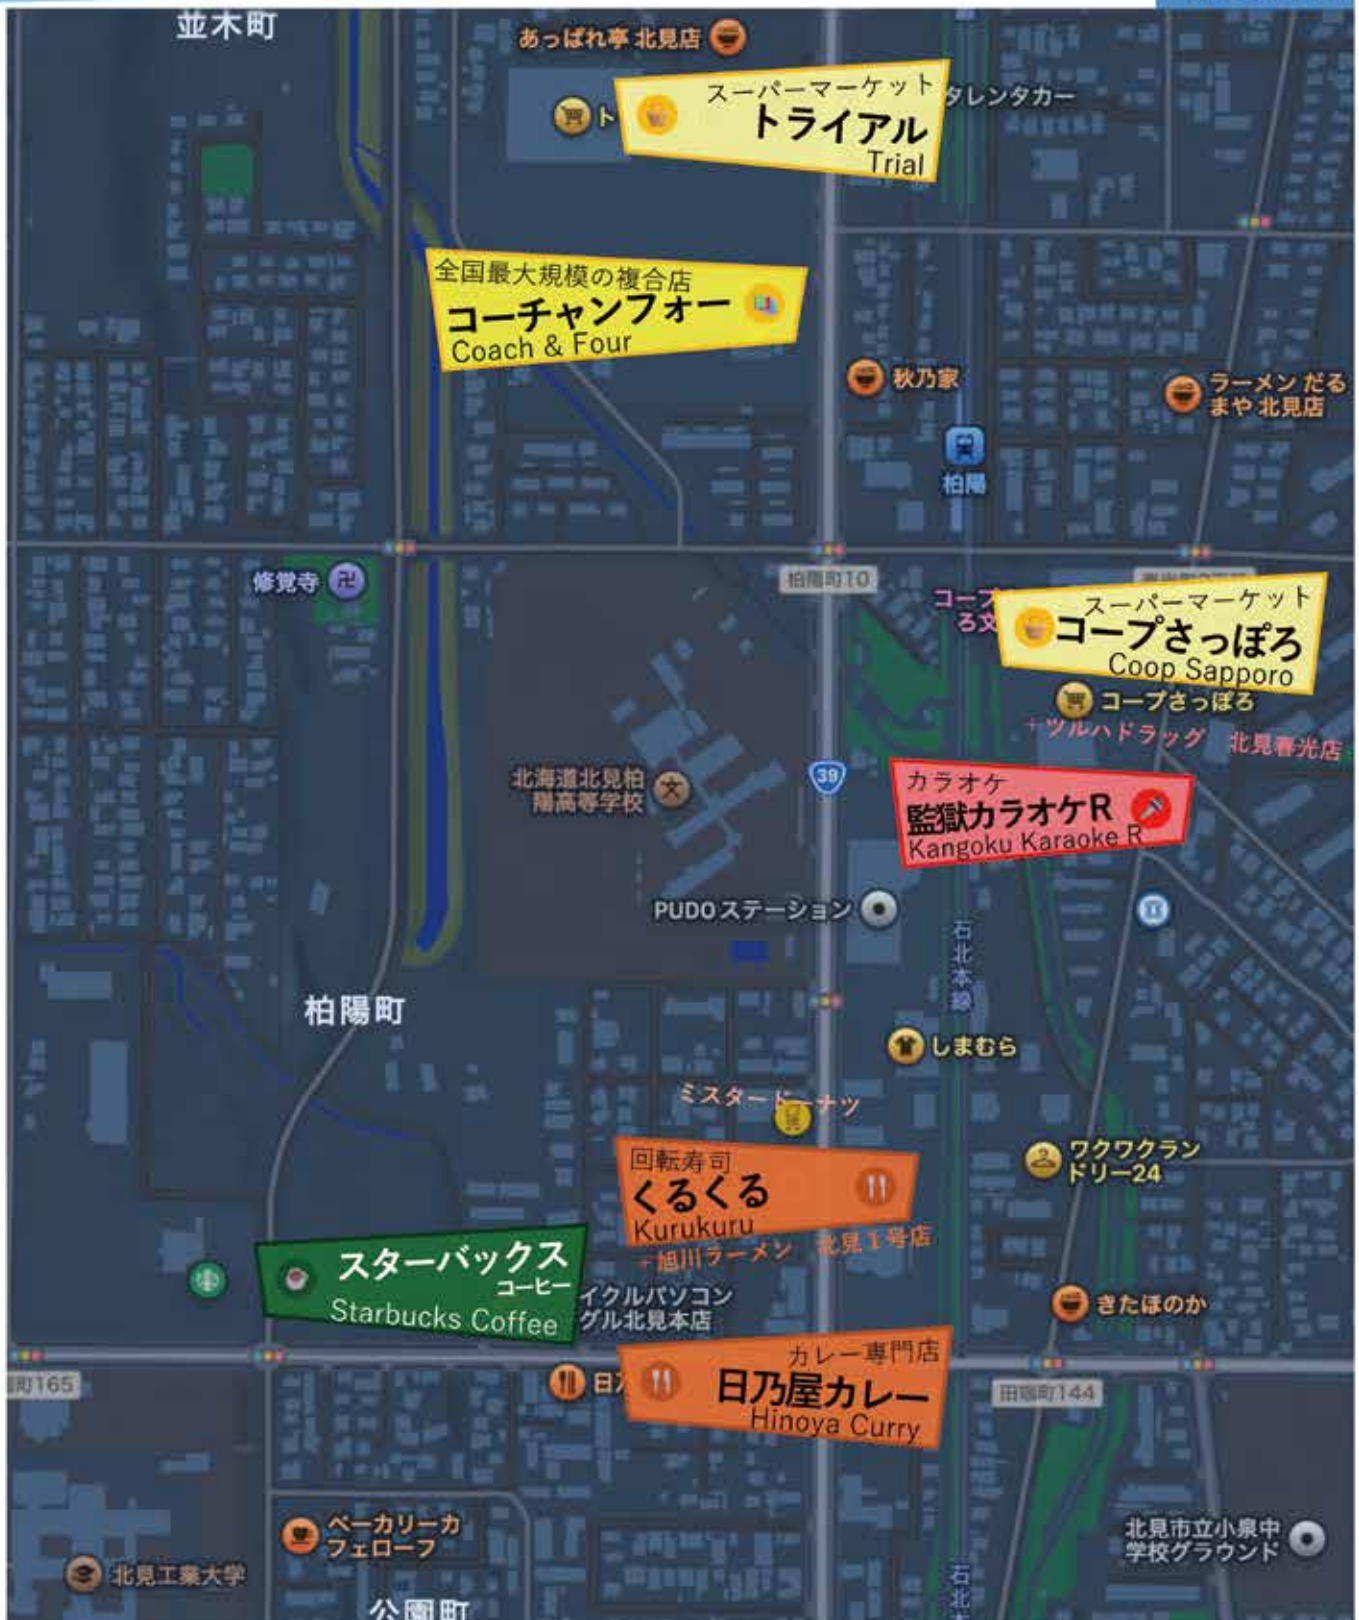 並木町
あっぱれ亭 北見店
スーパーマーケット
トライアル
Trial
ト
タレンタカー
全国最大規模の複合店
コーチャンフォー
Coach & Four
秋乃家
ラーメン だる
まや 北見店
柏陽
修覚寺
柏陽町10
コープ
ろ文
スーパーマーケット
コープさっぽろ
Coop Sapporo
コープさっぽろ
+ツルハドラッグ 北見春光店
北海道北見柏
陽高等学校
39
カラオケ
監獄カラオケR
Kangoku Karaoke R
PUDOステーション
石北本線
柏陽町
しまむら
ミスタードーナツ
ワクワクラン
ドリー24
回転寿司
くるくる
Kurukuru
+旭川ラーメン 北見1号店
スターバックス
コーヒー
Starbucks Coffee
イクルパソコン
グル北見本店
きたほのか
カレー専門店
日乃屋カレー
Hinoya Curry
町165
田端町144
ベーカリーカ
フェローフ
北見工業大学
北見市立小泉中
学校グラウンド
公園町
石北